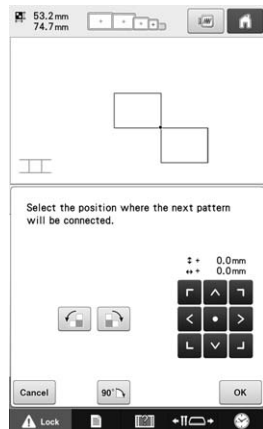 53.2mm
74.7mm
Select the position where the next pattern
will be connected.
+ 0.0mm
+ 0.0mm
Cancel
90°
OK
Lock